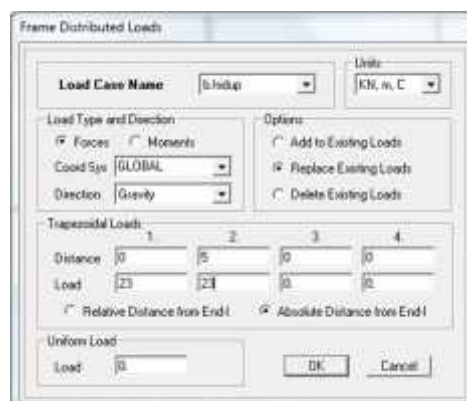 Frame Distributed Loads
Units
Load Case Name b.hidup KN, m, C
Load Type and Direction Options
Forces Moments Add to Existing Loads
Coord Sys GLOBAL Replace Existing Loads
Direction Gravity Delete Existing Loads
Trapezoidal Loads
1. 2. 3. 4.
Distance 0 5 0 0
Load 23 23 0. 0.
Relative Distance from End-I Absolute Distance from End-I
Uniform Load
Load 0. OK Cancel